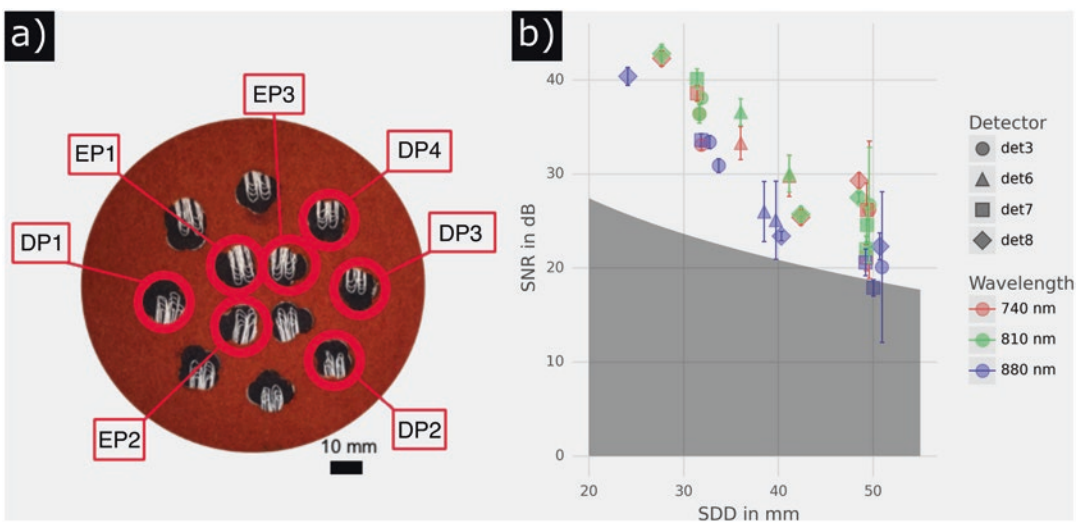 a)
EP3
EP1
DP4
DP1
DP3
EP2
DP2
10 mm
b)
SNR in dB
40
30
20
10
0
20
30
40
50
SDD in mm
Detector
det3
det6
det7
det8
Wavelength
740 nm
810 nm
880 nm